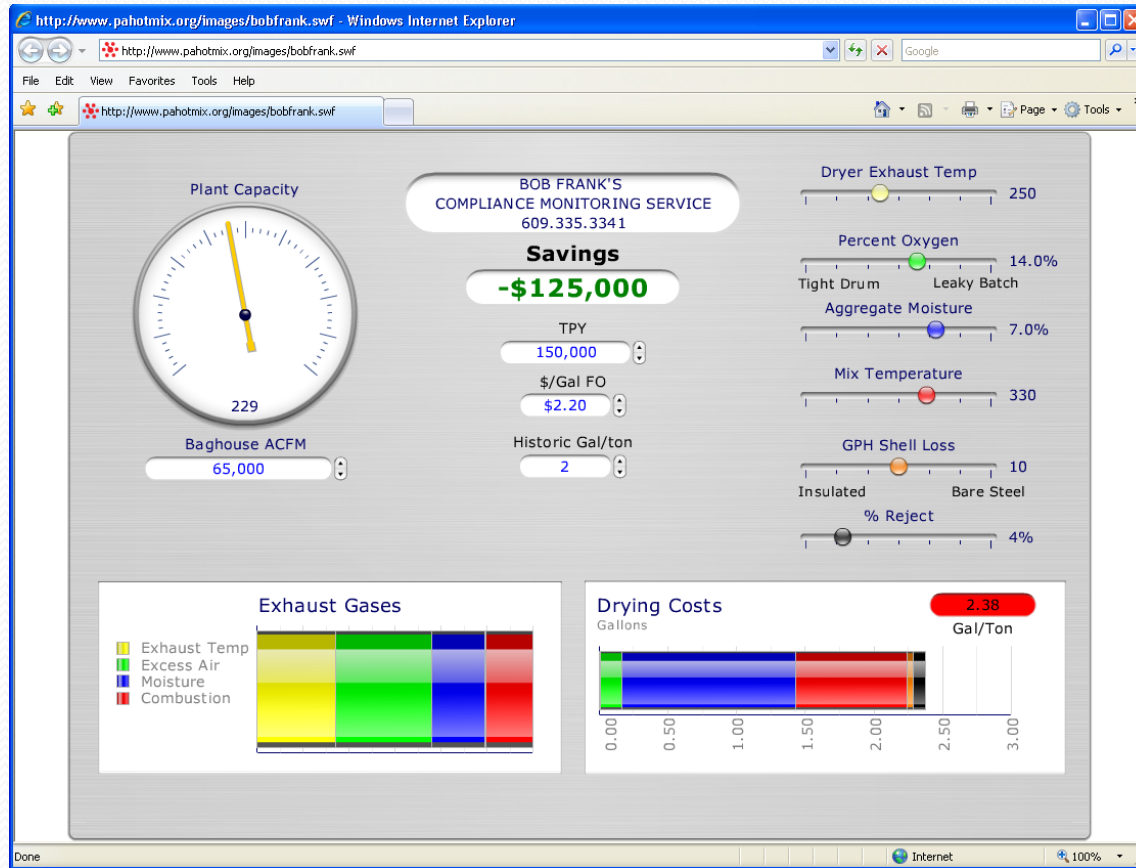 http://www.pahotmix.org/images/bobfrank.swf - Windows Internet Explorer
http://www.pahotmix.org/images/bobfrank.swf
Google
File Edit View Favorites Tools Help
http://www.pahotmix.org/images/bobfrank.swf
Page
Tools
Plant Capacity
229
Baghouse ACFM
65,000
BOB FRANK'S
COMPLIANCE MONITORING SERVICE
609.335.3341
Savings
-$125,000
TPY
150,000
$/Gal FO
$2.20
Historic Gal/ton
2
Dryer Exhaust Temp
250
Percent Oxygen
14.0%
Tight Drum Leaky Batch
Aggregate Moisture
7.0%
Mix Temperature
330
GPH Shell Loss
10
Insulated Bare Steel
% Reject
4%
Exhaust Gases
Exhaust Temp
Excess Air
Moisture
Combustion
Drying Costs
Gallons
2.38
Gal/Ton
0.00 0.50 1.00 1.50 2.00 2.50 3.00
Done
Internet
100%